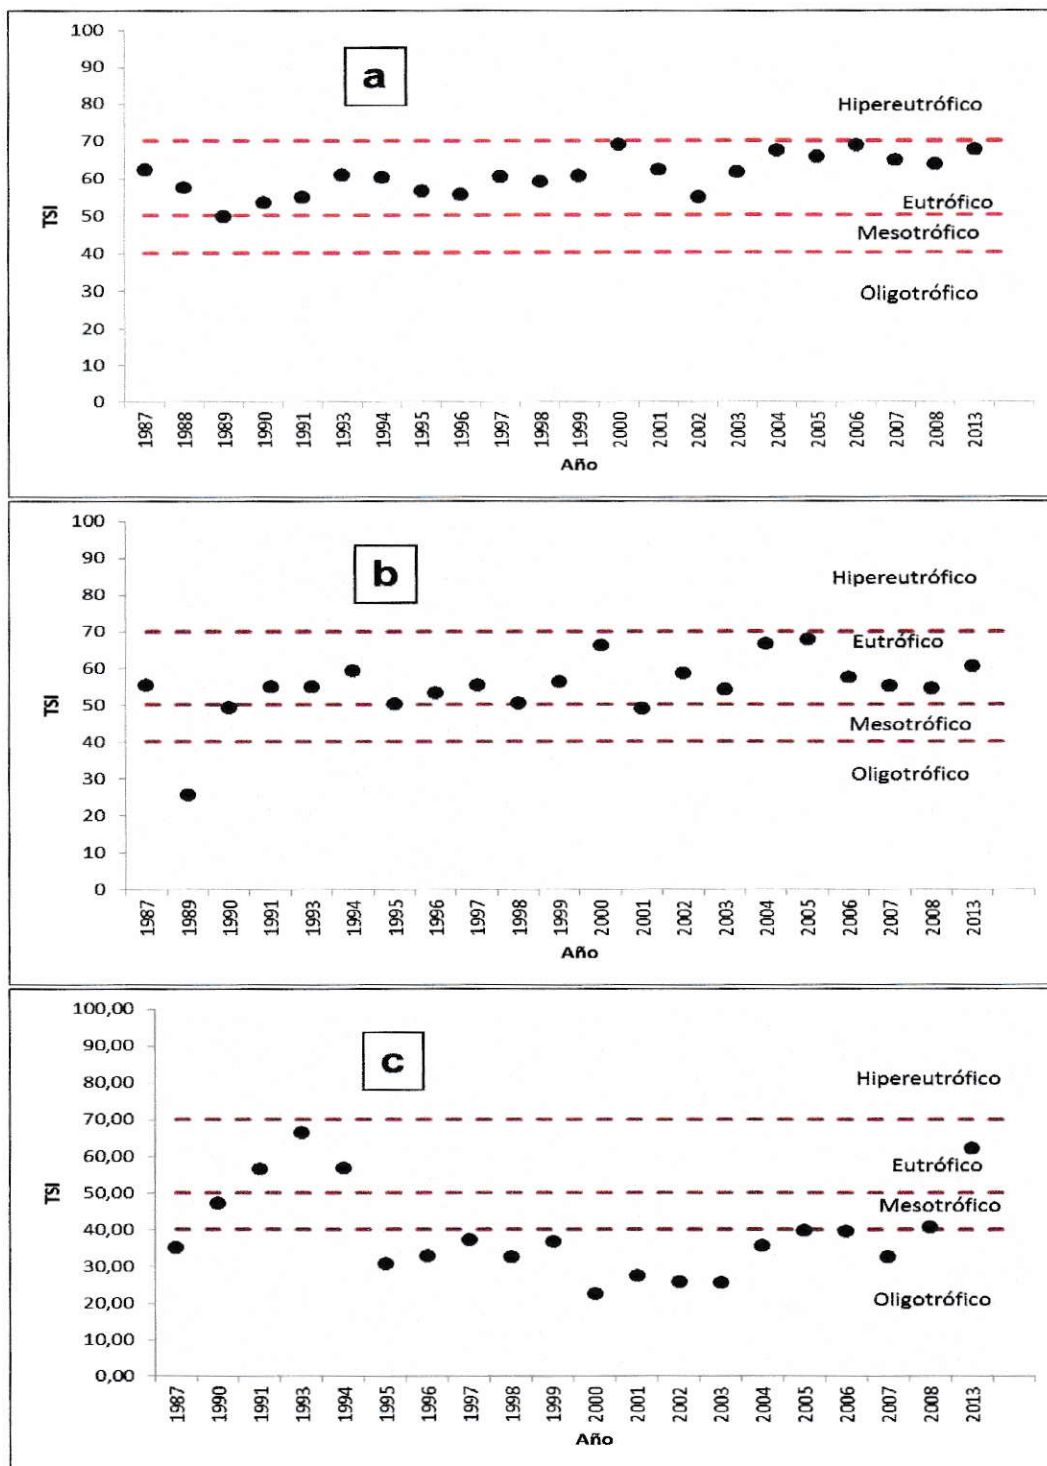 a
100
90
80
70
60
50
40
30
20
10
0
TSI
Hipereutrófico
Eutrófico
Mesotrófico
Oligotrófico
1987 1988 1989 1990 1991 1993 1994 1995 1996 1997 1998 1999 2000 2001 2002 2003 2004 2005 2006 2007 2008 2013
Año
b
100
90
80
70
60
50
40
30
20
10
0
TSI
Hipereutrófico
Eutrófico
Mesotrófico
Oligotrófico
1987 1989 1990 1991 1993 1994 1995 1996 1997 1998 1999 2000 2001 2002 2003 2004 2005 2006 2007 2008 2013
Año
c
100,00
90,00
80,00
70,00
60,00
50,00
40,00
30,00
20,00
10,00
0,00
TSI
Hipereutrófico
Eutrófico
Mesotrófico
Oligotrófico
1987 1990 1991 1993 1994 1995 1996 1997 1998 1999 2000 2001 2002 2003 2004 2005 2006 2007 2008 2013
Año